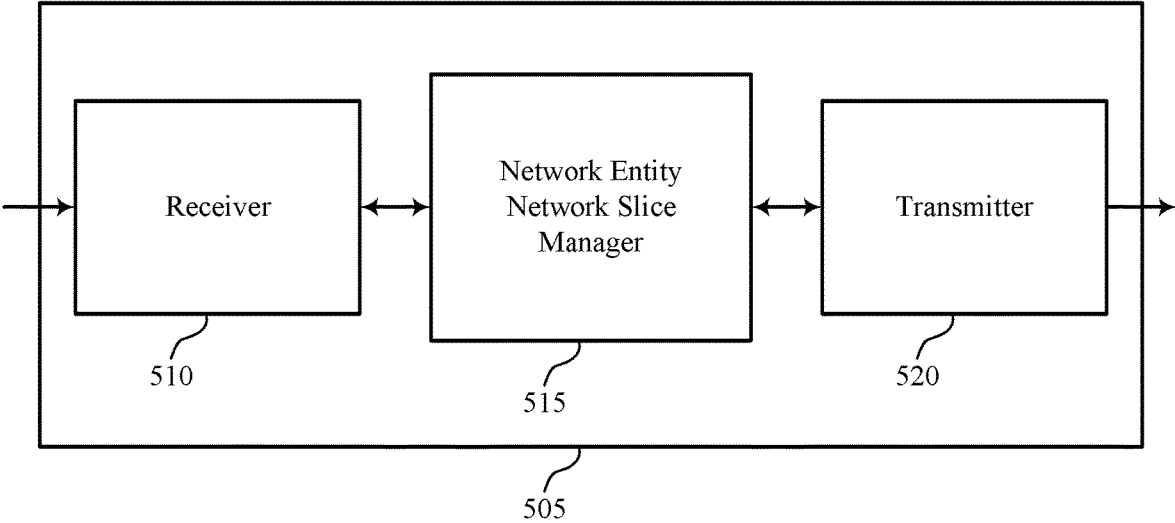 Receiver
Network Entity
Network Slice
Manager
Transmitter
510
515
520
505